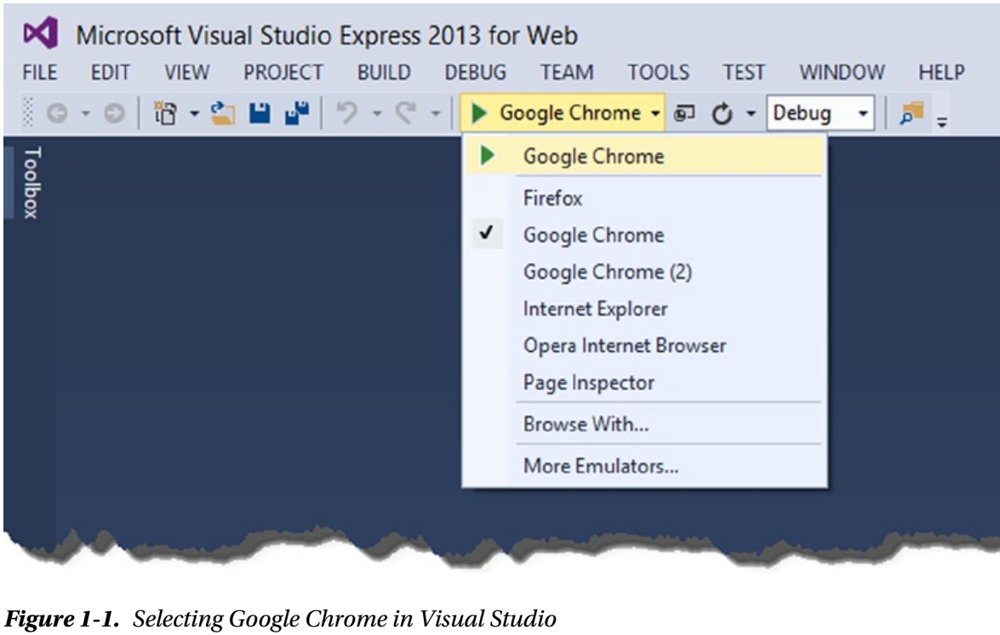 Microsoft Visual Studio Express 2013 for Web
FILE EDIT VIEW PROJECT BUILD DEBUG TEAM TOOLS TEST WINDOW HELP
Google Chrome Debug
Toolbox
Google Chrome
Firefox
Google Chrome
Google Chrome (2)
Internet Explorer
Opera Internet Browser
Page Inspector
Browse With...
More Emulators...
Figure 1-1. Selecting Google Chrome in Visual Studio